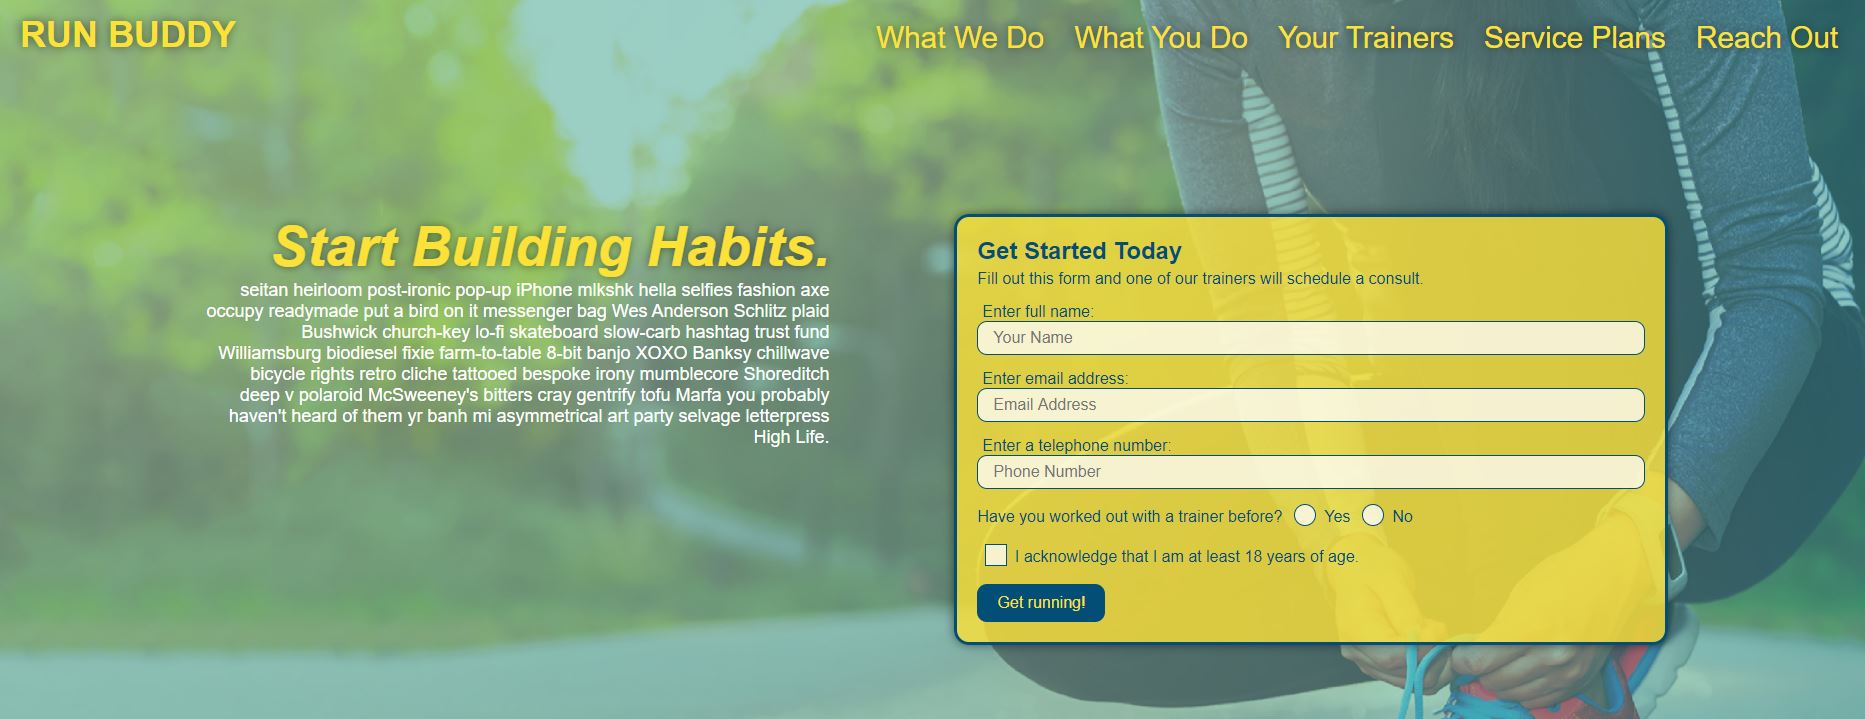 RUN BUDDY
What We Do What You Do Your Trainers Service Plans Reach Out
Start Building Habits.
seitan heirloom post-ironic pop-up iPhone mlkshk hella selfies fashion axe
occupy readymade put a bird on it messenger bag Wes Anderson Schlitz plaid
Bushwick church-key lo-fi skateboard slow-carb hashtag trust fund
Williamsburg biodiesel fixie farm-to-table 8-bit banjo XOXO Banksy chillwave
bicycle rights retro cliche tattooed bespoke irony mumblecore Shoreditch
deep v polaroid McSweeney's bitters cray gentrify tofu Marfa you probably
haven't heard of them yr banh mi asymmetrical art party selvage letterpress
High Life.
Get Started Today
Fill out this form and one of our trainers will schedule a consult.
Enter full name:
Your Name
Enter email address:
Email Address
Enter a telephone number:
Phone Number
Have you worked out with a trainer before? Yes No
I acknowledge that I am at least 18 years of age.
Get running!